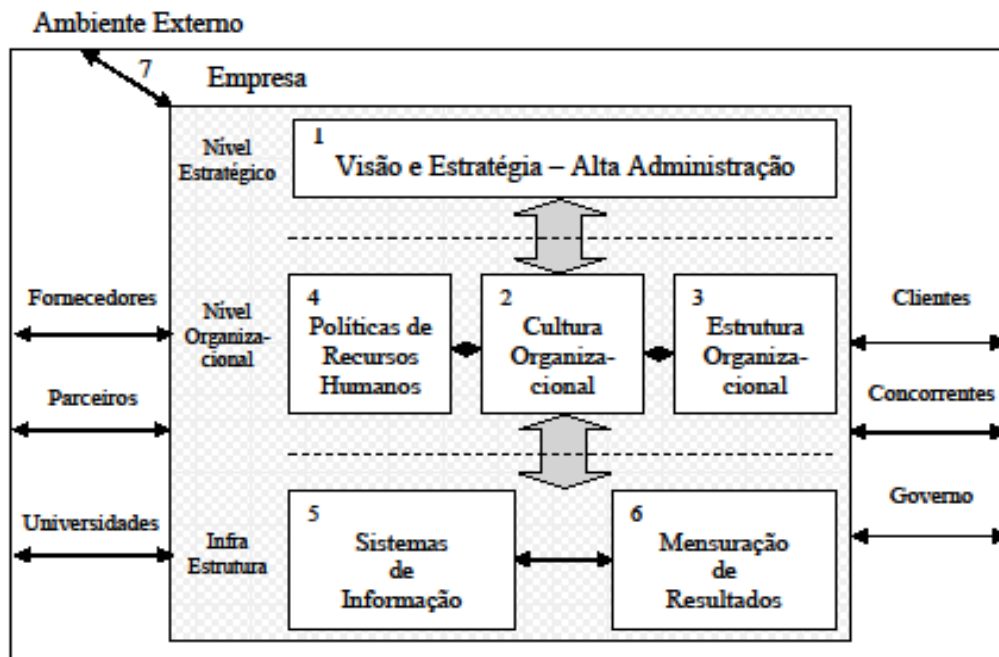 Ambiente Externo
7
Empresa
Nível
Estratégico
1
Visão e Estratégia – Alta Administração
Fornecedores
Parceiros
Universidades
Nível
Organiza-
cional
4
Políticas de
Recursos
Humanos
2
Cultura
Organiza-
cional
3
Estrutura
Organiza-
cional
Clientes
Concorrentes
Governo
Infra
Estrutura
5
Sistemas
de
Informação
6
Mensuração
de
Resultados